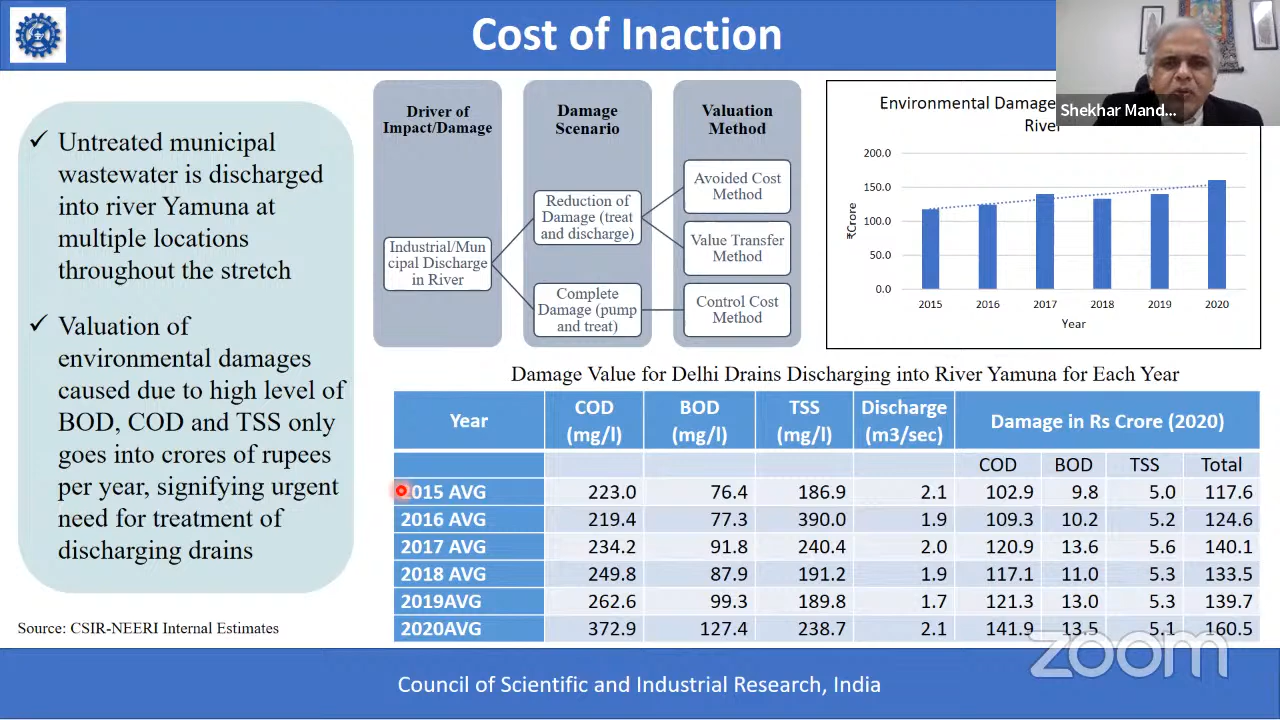 Cost of Inaction
Shekhar Mand...
✓ Untreated municipal
wastewater is discharged
into river Yamuna at
multiple locations
throughout the stretch
✓ Valuation of
environmental damages
caused due to high level of
BOD, COD and TSS only
goes into crores of rupees
per year, signifying urgent
need for treatment of
discharging drains
Source: CSIR-NEERI Internal Estimates
Driver of
Impact/Damage
Industrial/Mun
icipal Discharge
in River
Damage
Scenario
Reduction of
Damage (treat
and discharge)
Complete
Damage (pump
and treat)
Valuation
Method
Avoided Cost
Method
Value Transfer
Method
Control Cost
Method
Environmental Damage
River
200.0
150.0
100.0
50.0
0.0
₹Crore
2015 2016 2017 2018 2019 2020
Year
Damage Value for Delhi Drains Discharging into River Yamuna for Each Year
Year COD (mg/l) BOD (mg/l) TSS (mg/l) Discharge (m3/sec) Damage in Rs Crore (2020)
COD BOD TSS Total
2015 AVG 223.0 76.4 186.9 2.1 102.9 9.8 5.0 117.6
2016 AVG 219.4 77.3 390.0 1.9 109.3 10.2 5.2 124.6
2017 AVG 234.2 91.8 240.4 2.0 120.9 13.6 5.6 140.1
2018 AVG 249.8 87.9 191.2 1.9 117.1 11.0 5.3 133.5
2019AVG 262.6 99.3 189.8 1.7 121.3 13.0 5.3 139.7
2020AVG 372.9 127.4 238.7 2.1 141.9 13.5 5.1 160.5
zoom
Council of Scientific and Industrial Research, India